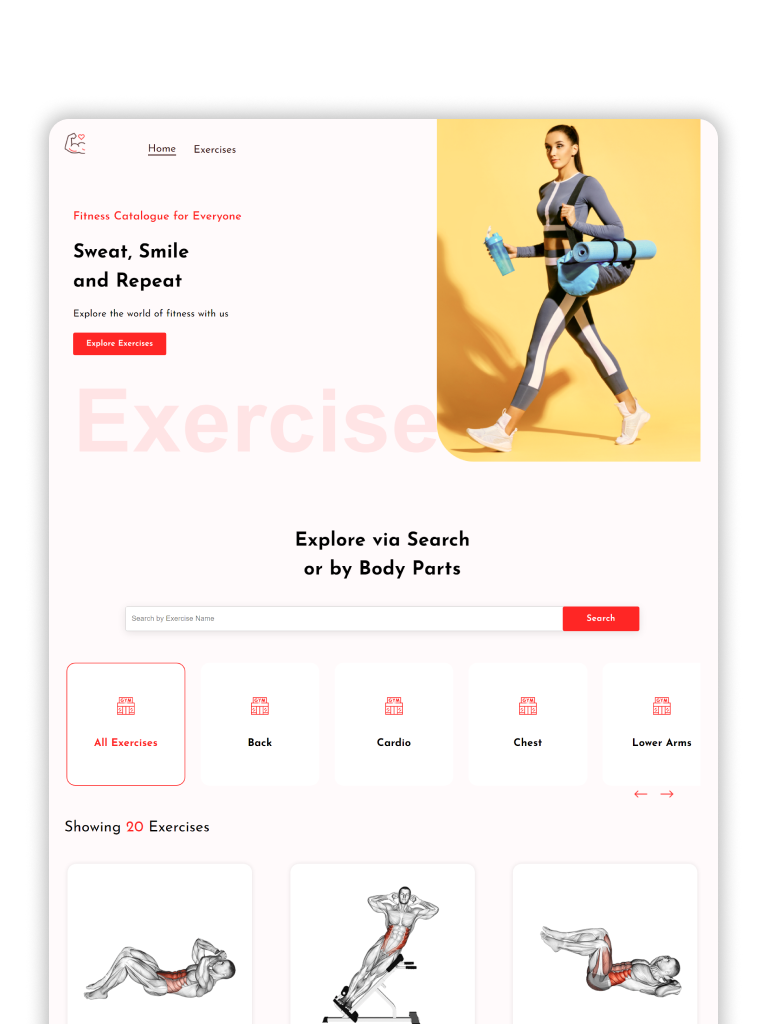 Home Exercises
Fitness Catalogue for Everyone
Sweat, Smile
and Repeat
Explore the world of fitness with us
Explore Exercises
Exercise
Explore via Search
or by Body Parts
Search by Exercise Name Search
GYM GYM GYM GYM GYM
All Exercises Back Cardio Chest Lower Arms
Showing 20 Exercises